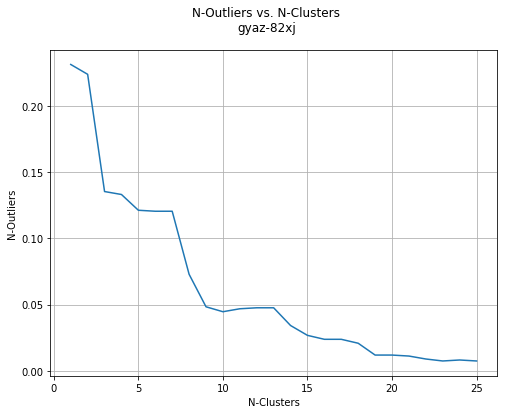 N-Outliers vs. N-Clusters
gyaz-82xj
0.20
0.15
0.10
0.05
0.00
N-Outliers
0 5 10 15 20 25
N-Clusters